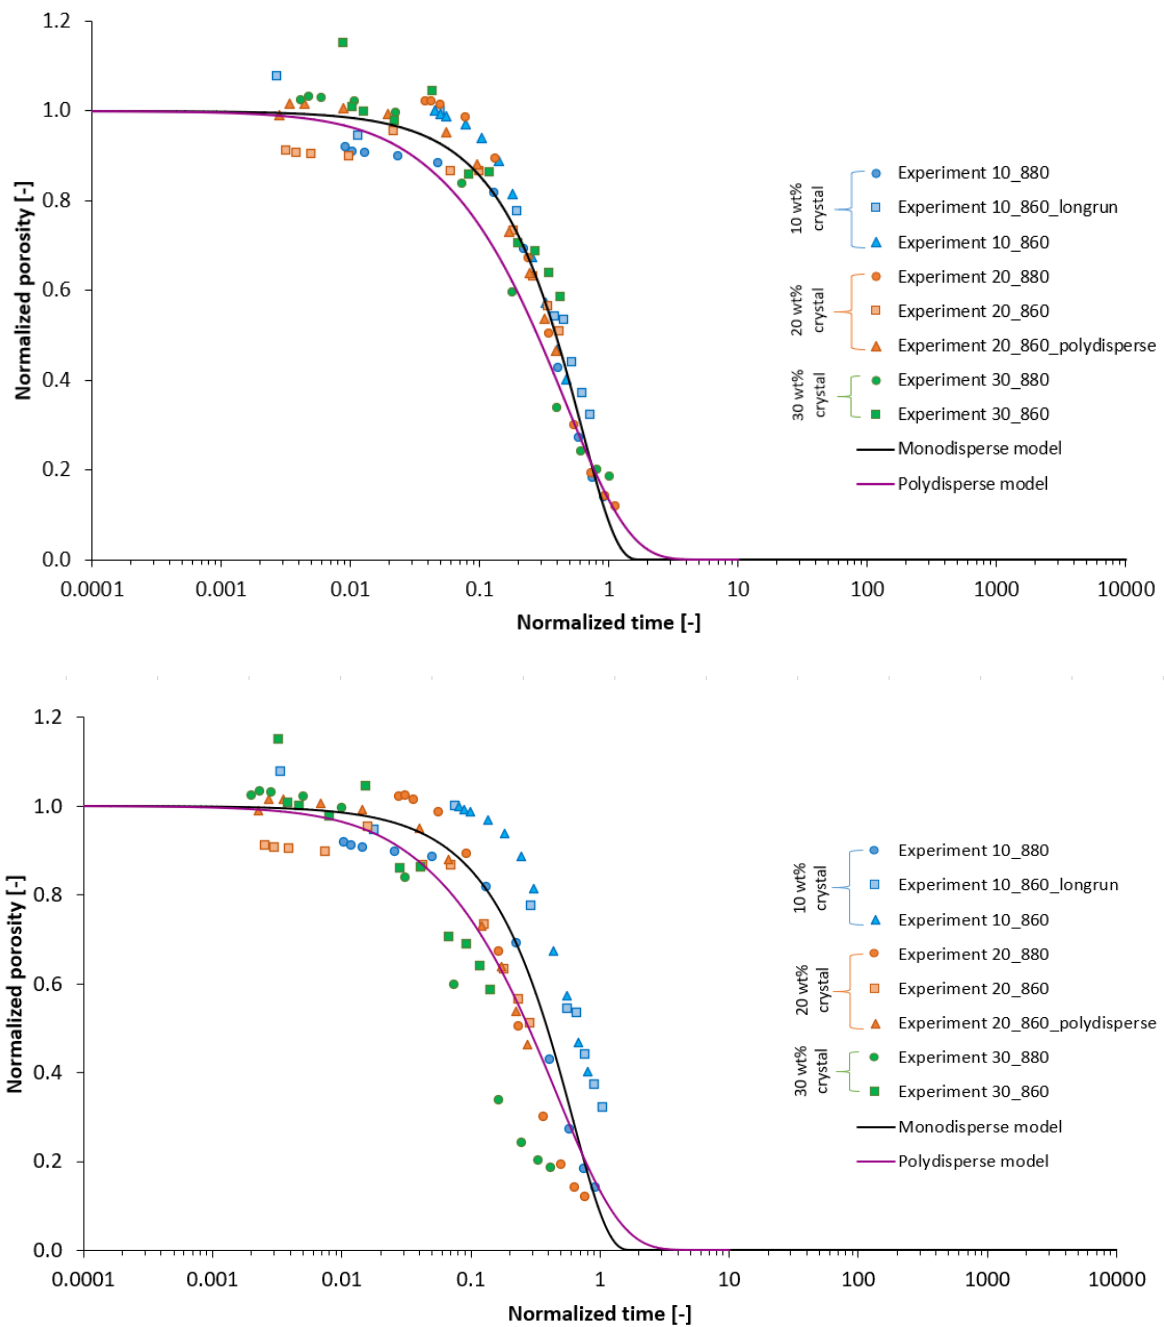 1.2
1.0
0.8
0.6
0.4
0.2
0.0
Normalized porosity [-]
0.0001 0.001 0.01 0.1 1 10 100 1000 10000
Normalized time [-]
10 wt%
crystal
Experiment 10_880
Experiment 10_860_longrun
Experiment 10_860
20 wt%
crystal
Experiment 20_880
Experiment 20_860
Experiment 20_860_polydisperse
30 wt%
crystal
Experiment 30_880
Experiment 30_860
Monodisperse model
Polydisperse model
1.2
1.0
0.8
0.6
0.4
0.2
0.0
Normalized porosity [-]
0.0001 0.001 0.01 0.1 1 10 100 1000 10000
Normalized time [-]
10 wt%
crystal
Experiment 10_880
Experiment 10_860_longrun
Experiment 10_860
20 wt%
crystal
Experiment 20_880
Experiment 20_860
Experiment 20_860_polydisperse
30 wt%
crystal
Experiment 30_880
Experiment 30_860
Monodisperse model
Polydisperse model